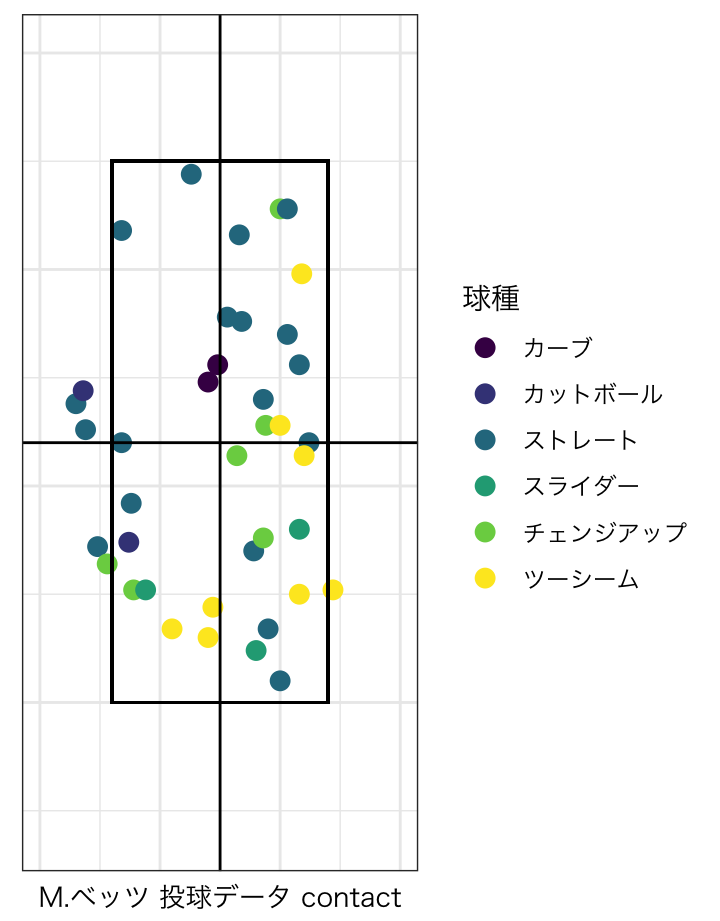 球種
カーブ
カットボール
ストレート
スライダー
チェンジアップ
ツーシーム
M.ベッツ 投球データ contact